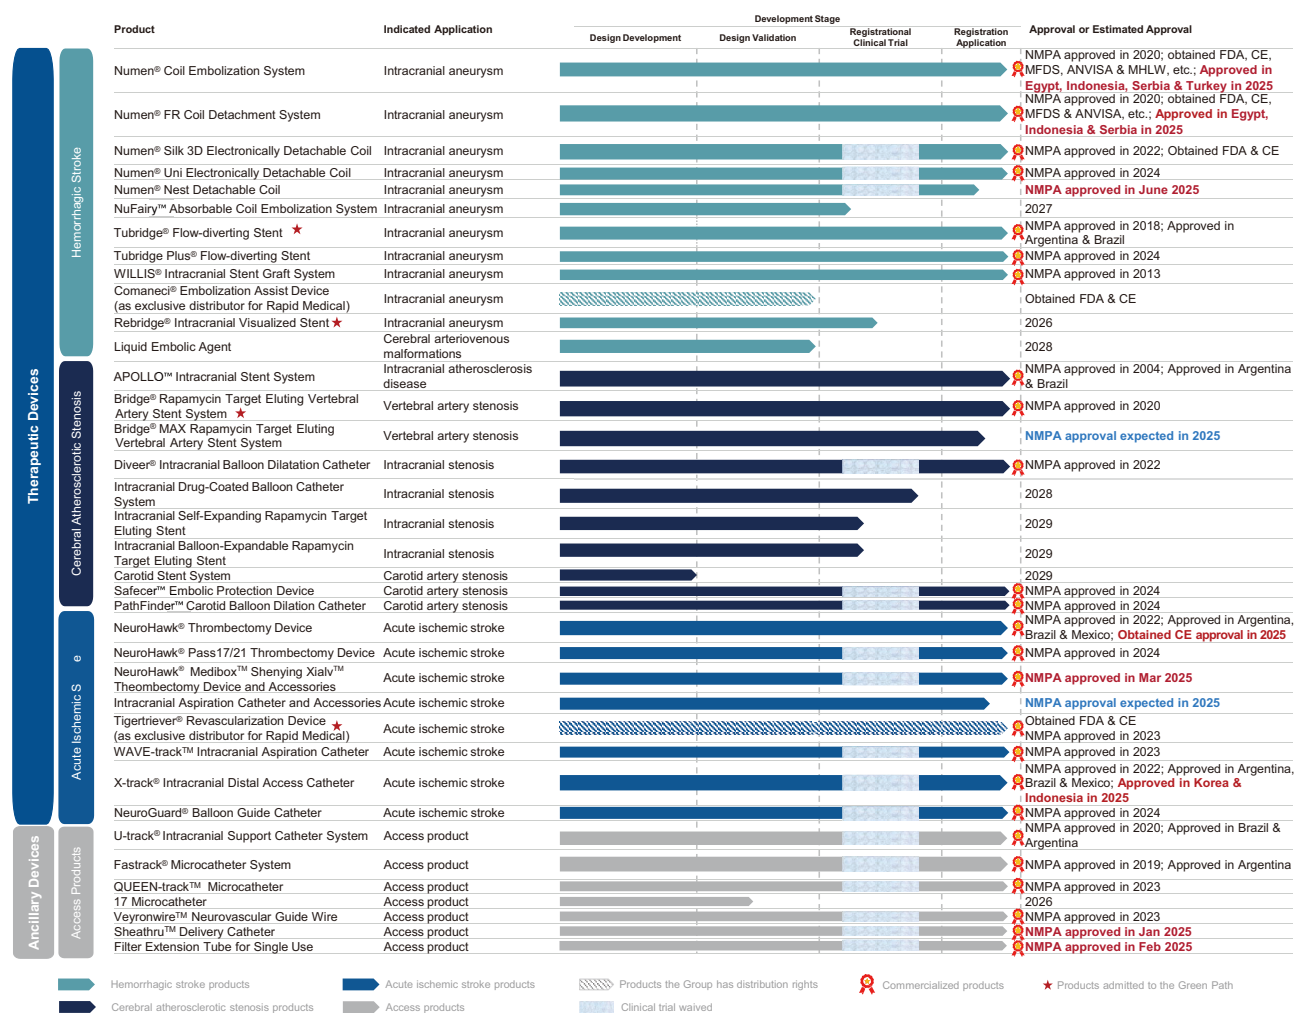 Development Stage
Product
Indicated Application
Design Development
Design Validation
Registrational
Clinical Trial
Registration
Application
Approval or Estimated Approval
Therapeutic Devices
Hemorrhagic Stroke
Numen® Coil Embolization System
Intracranial aneurysm
NMPA approved in 2020; obtained FDA, CE,
MFDS, ANVISA & MHLW, etc.; Approved in
Egypt, Indonesia, Serbia & Turkey in 2025
Numen® FR Coil Detachment System
Intracranial aneurysm
NMPA approved in 2020; obtained FDA, CE,
MFDS & ANVISA, etc.; Approved in Egypt,
Indonesia & Serbia in 2025
Numen® Silk 3D Electronically Detachable Coil
Intracranial aneurysm
NMPA approved in 2022; Obtained FDA & CE
Numen® Uni Electronically Detachable Coil
Intracranial aneurysm
NMPA approved in 2024
Numen® Nest Detachable Coil
Intracranial aneurysm
NMPA approved in June 2025
NuFairy™ Absorbable Coil Embolization System
Intracranial aneurysm
2027
Tubridge® Flow-diverting Stent ★
Intracranial aneurysm
NMPA approved in 2018; Approved in
Argentina & Brazil
Tubridge Plus® Flow-diverting Stent
Intracranial aneurysm
NMPA approved in 2024
WILLIS® Intracranial Stent Graft System
Intracranial aneurysm
NMPA approved in 2013
Comaneci® Embolization Assist Device
(as exclusive distributor for Rapid Medical)
Intracranial aneurysm
Obtained FDA & CE
Rebridge® Intracranial Visualized Stent ★
Intracranial aneurysm
2026
Liquid Embolic Agent
Cerebral arteriovenous
malformations
2028
Cerebral Atherosclerotic Stenosis
APOLLO™ Intracranial Stent System
Intracranial atherosclerosis
disease
NMPA approved in 2004; Approved in Argentina
& Brazil
Bridge® Rapamycin Target Eluting Vertebral
Artery Stent System ★
Vertebral artery stenosis
NMPA approved in 2020
Bridge® MAX Rapamycin Target Eluting
Vertebral Artery Stent System
Vertebral artery stenosis
NMPA approval expected in 2025
Diveer® Intracranial Balloon Dilatation Catheter
Intracranial stenosis
NMPA approved in 2022
Intracranial Drug-Coated Balloon Catheter
System
Intracranial stenosis
2028
Intracranial Self-Expanding Rapamycin Target
Eluting Stent
Intracranial stenosis
2029
Intracranial Balloon-Expandable Rapamycin
Target Eluting Stent
Intracranial stenosis
2029
Carotid Stent System
Carotid artery stenosis
2029
Safecer™ Embolic Protection Device
Carotid artery stenosis
NMPA approved in 2024
PathFinder™ Carotid Balloon Dilation Catheter
Carotid artery stenosis
NMPA approved in 2024
Acute Ischemic S e
NeuroHawk® Thrombectomy Device
Acute ischemic stroke
NMPA approved in 2022; Approved in Argentina,
Brazil & Mexico; Obtained CE approval in 2025
NeuroHawk® Pass17/21 Thrombectomy Device
Acute ischemic stroke
NMPA approved in 2024
NeuroHawk® Medibox™ Shenying Xialv™
Theombectomy Device and Accessories
Acute ischemic stroke
NMPA approved in Mar 2025
Intracranial Aspiration Catheter and Accessories
Acute ischemic stroke
NMPA approval expected in 2025
Tigertriever® Revascularization Device ★
(as exclusive distributor for Rapid Medical)
Acute ischemic stroke
Obtained FDA & CE
NMPA approved in 2023
WAVE-track™ Intracranial Aspiration Catheter
Acute ischemic stroke
NMPA approved in 2023
X-track® Intracranial Distal Access Catheter
Acute ischemic stroke
NMPA approved in 2022; Approved in Argentina,
Brazil & Mexico; Approved in Korea &
Indonesia in 2025
NeuroGuard® Balloon Guide Catheter
Acute ischemic stroke
NMPA approved in 2024
Ancillary Devices
Access Products
U-track® Intracranial Support Catheter System
Access product
NMPA approved in 2020; Approved in Brazil &
Argentina
Fastrack® Microcatheter System
Access product
NMPA approved in 2019; Approved in Argentina
QUEEN-track™ Microcatheter
Access product
NMPA approved in 2023
17 Microcatheter
Access product
2026
Veyronwire™ Neurovascular Guide Wire
Access product
NMPA approved in 2023
Sheathru™ Delivery Catheter
Access product
NMPA approved in Jan 2025
Filter Extension Tube for Single Use
Access product
NMPA approved in Feb 2025
Hemorrhagic stroke products
Acute ischemic stroke products
Products the Group has distribution rights
Commercialized products
★ Products admitted to the Green Path
Cerebral atherosclerotic stenosis products
Access products
Clinical trial waived